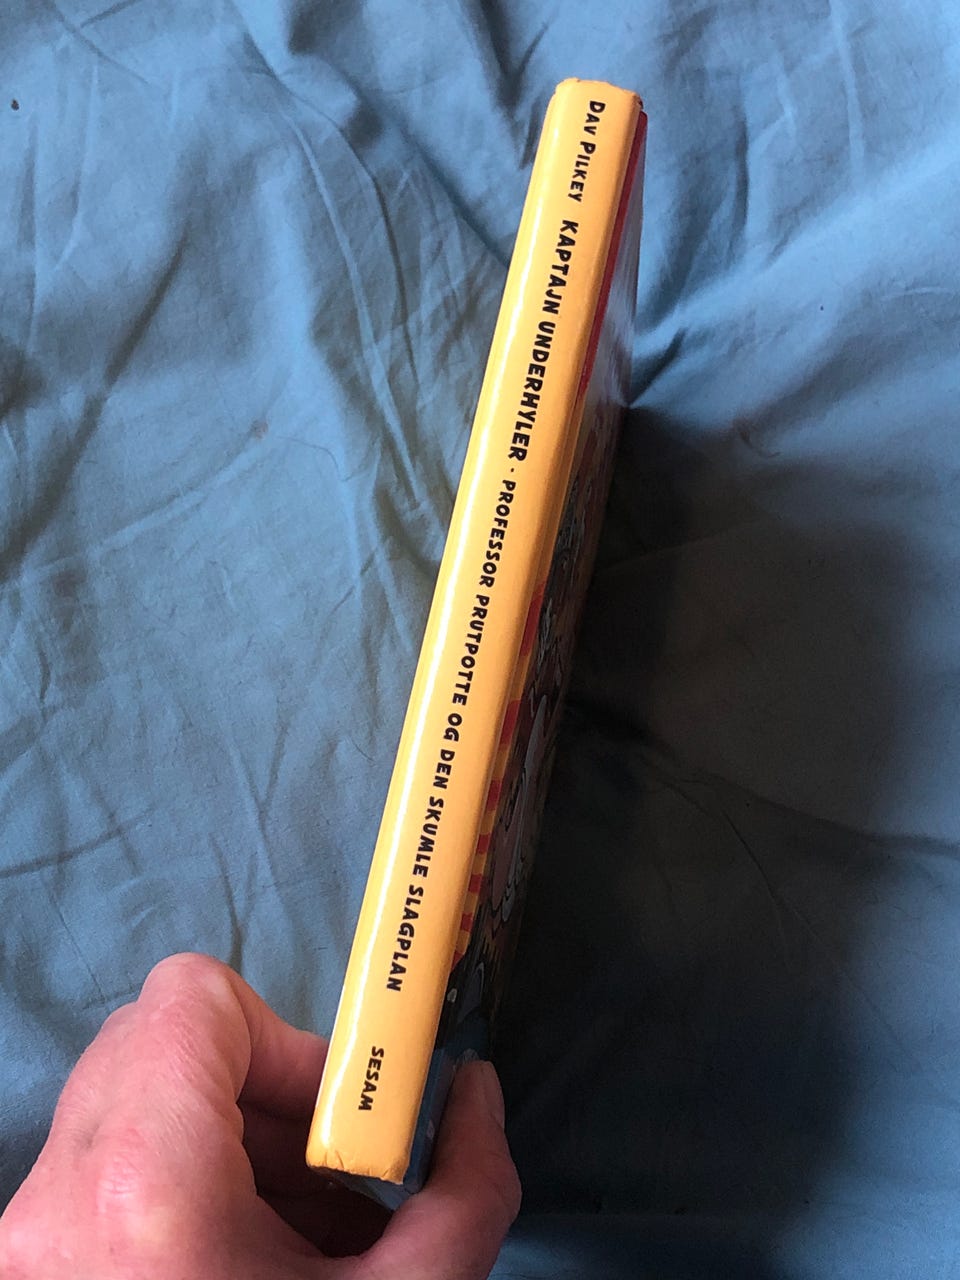 DAV PILKEY KAPTAJN UNDERHYLER · PROFESSOR PRUTPOTTE OG DEN SKUMLE SLAGPLAN SESAM